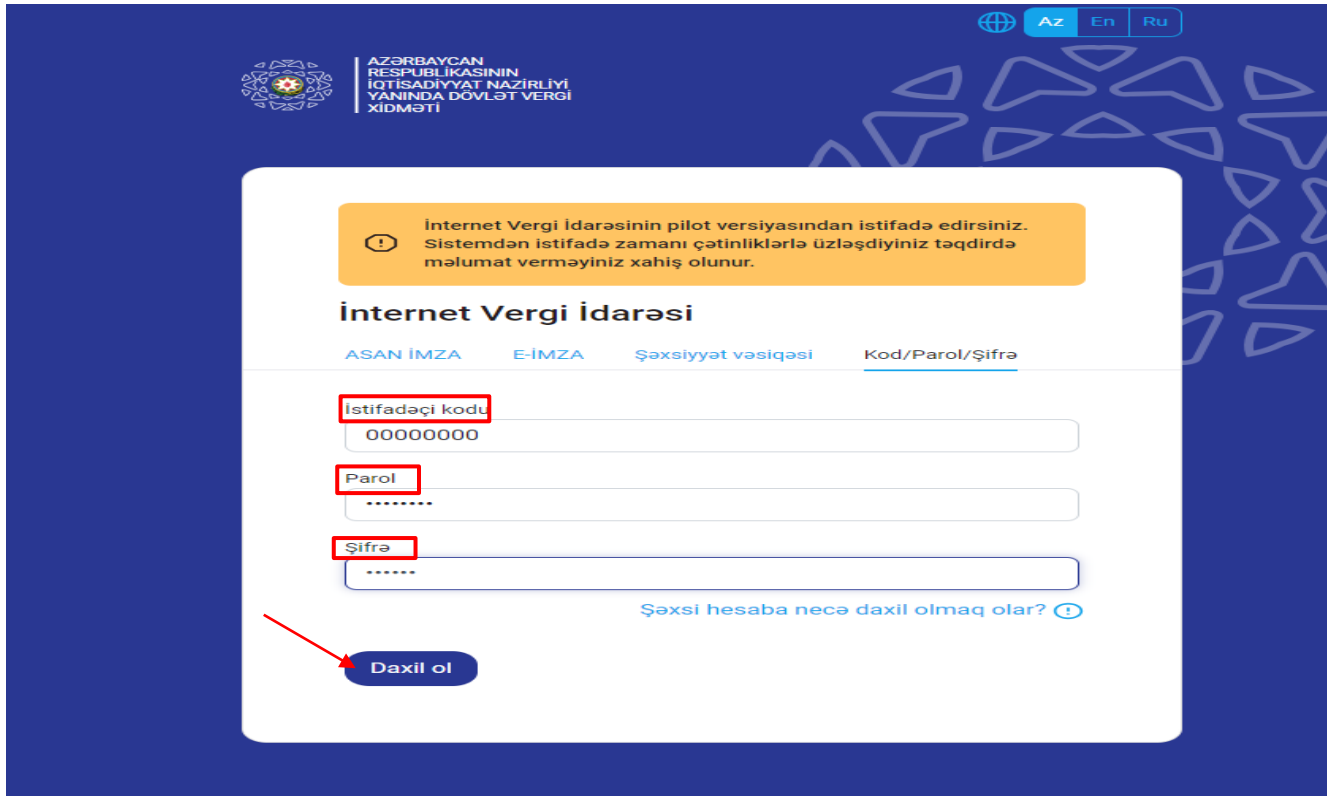 Az En Ru
AZƏRBAYCAN
RESPUBLİKASININ
İQTİSADİYYAT NAZİRLİYİ
YANINDA DÖVLƏT VERGİ
XİDMƏTİ
İnternet Vergi İdarəsinin pilot versiyasından istifadə edirsiniz.
Sistemdən istifadə zamanı çətinliklərlə üzləşdiyiniz təqdirdə
məlumat verməyiniz xahiş olunur.
İnternet Vergi İdarəsi
ASAN İMZA E-İMZA Şəxsiyyət vəsiqəsi Kod/Parol/Şifrə
İstifadəçi kodu
00000000
Parol
••••••••
Şifrə
••••••
Şəxsi hesaba necə daxil olmaq olar?
Daxil ol